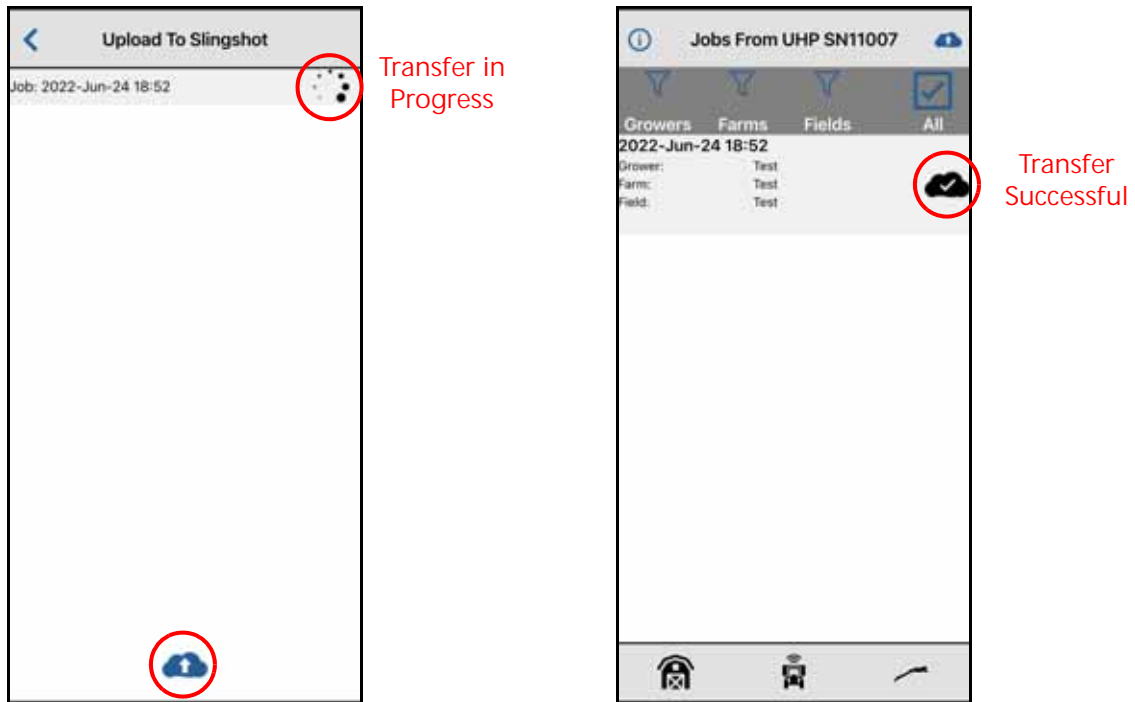 Upload To Slingshot
Job: 2022-Jun-24 18:52
Transfer in
Progress
Jobs From UHP SN11007
Growers Farms Fields All
2022-Jun-24 18:52
Grower: Test
Farm: Test
Field: Test
Transfer
Successful